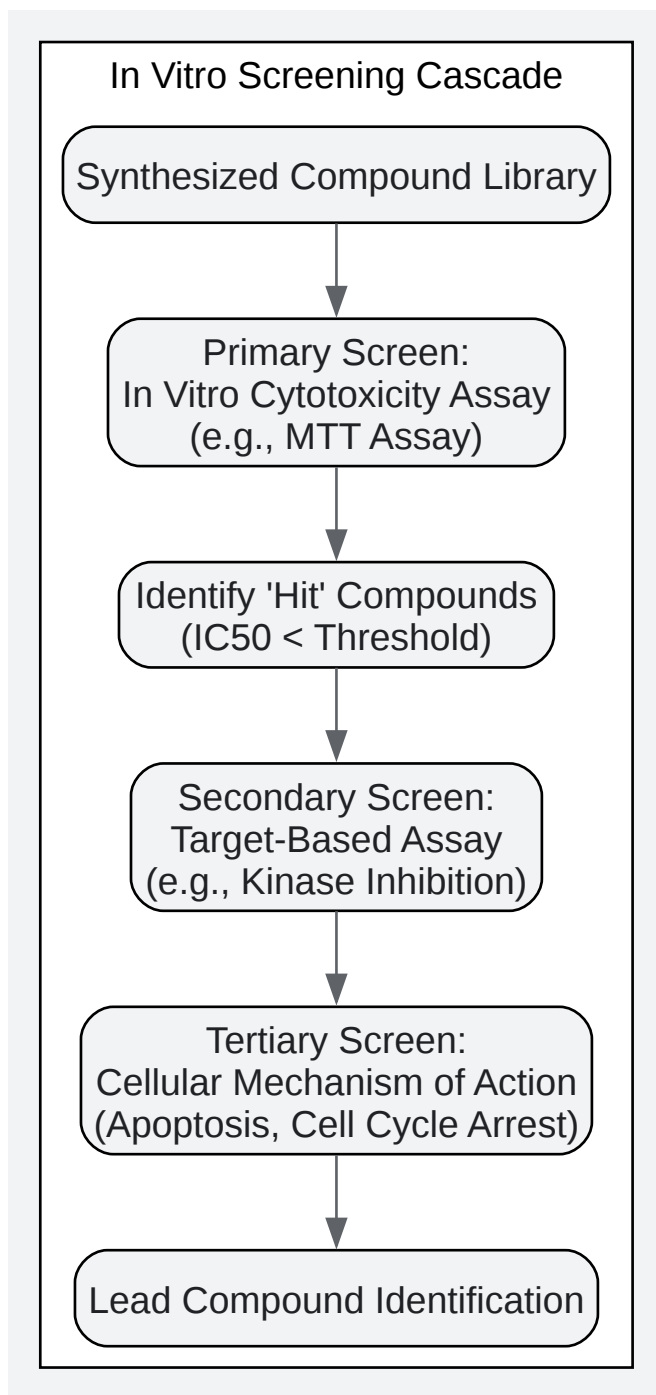 In Vitro Screening Cascade
Synthesized Compound Library
Primary Screen:
In Vitro Cytotoxicity Assay
(e.g., MTT Assay)
Identify 'Hit' Compounds
(IC50 < Threshold)
Secondary Screen:
Target-Based Assay
(e.g., Kinase Inhibition)
Tertiary Screen:
Cellular Mechanism of Action
(Apoptosis, Cell Cycle Arrest)
Lead Compound Identification